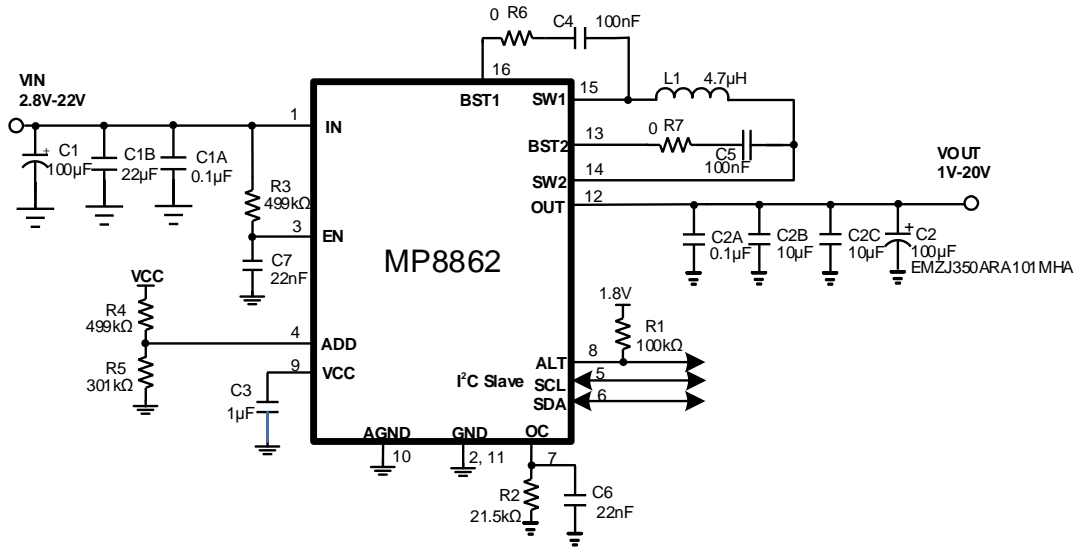 0 R6 C4 100nF
16
VIN
2.8V-22V
L1 4.7µH
15
BST1 SW1
1
IN
0 R7
13
BST2
C5
100nF
+ C1
100µF
C1B
22µF
C1A
0.1µF
14
SW2
VOUT
1V-20V
R3
499kΩ
12
OUT
3
EN
MP8862
C7
22nF
C2A
0.1µF
C2B
10µF
C2C
10µF
+ C2
100µF
EMZJ350ARA101MHA
VCC
R4
499kΩ
1.8V
R1
100kΩ
4
ADD
R5
301kΩ
9
VCC
8
ALT
I²C Slave
5
SCL
6
SDA
C3
1µF
AGND GND OC
10 2, 11 7
R2
21.5kΩ
C6
22nF